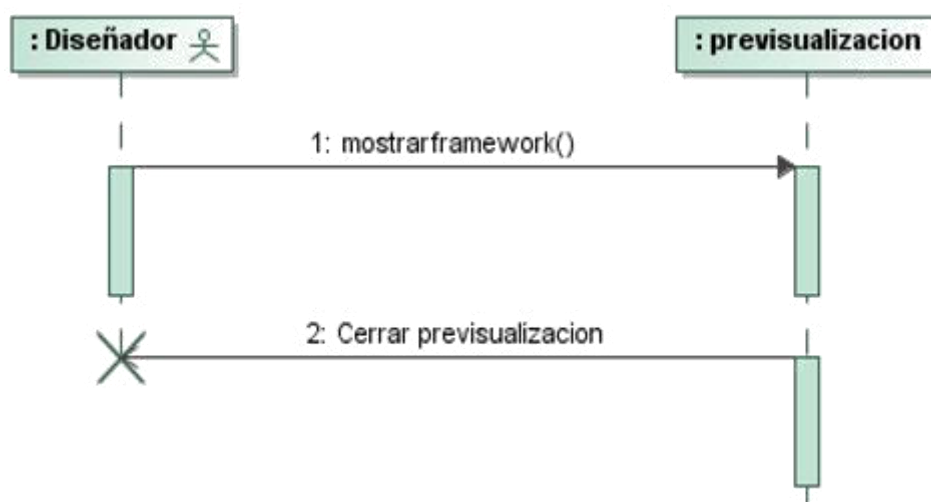 : Diseñador
: previsualizacion
1: mostrarframework()
2: Cerrar previsualizacion